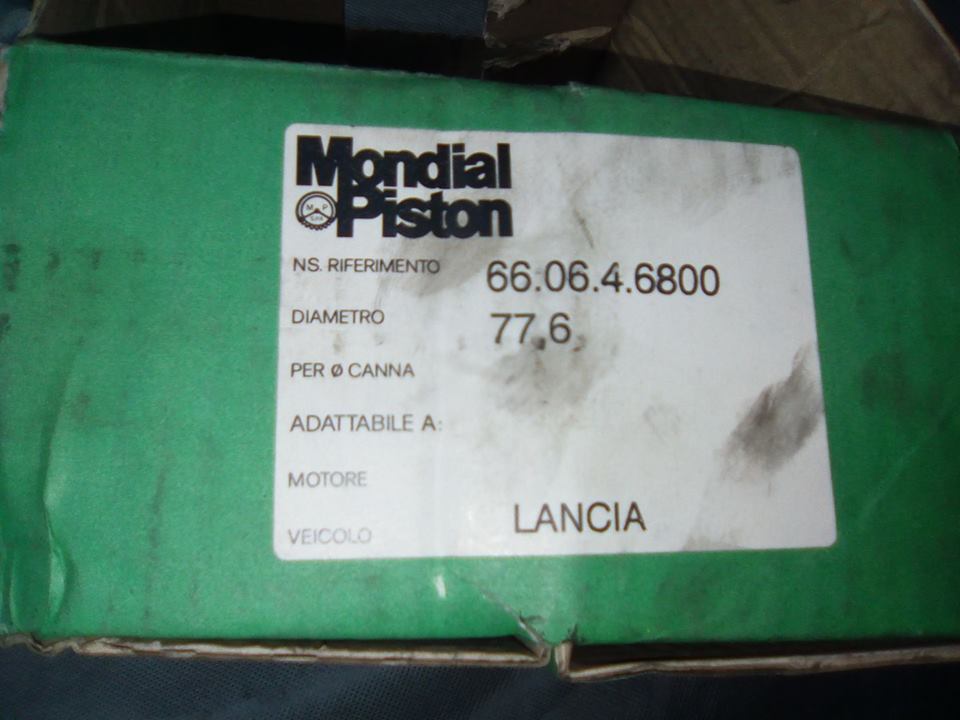 Mondial
M P
S.p.A.
Piston
NS. RIFERIMENTO 66.06.4.6800
DIAMETRO 77,6
PER Ø CANNA
ADATTABILE A:
MOTORE
VEICOLO LANCIA